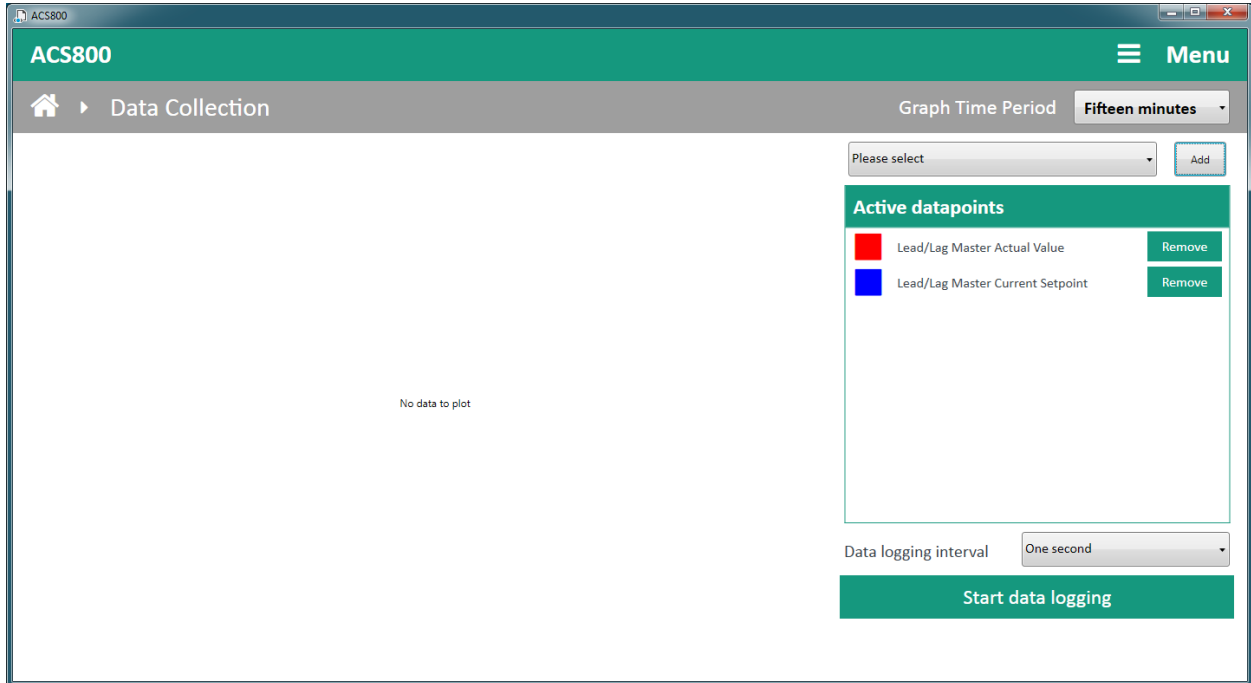 ACS800
ACS800
Menu
Data Collection
Graph Time Period
Fifteen minutes
Please select
Add
Active datapoints
Lead/Lag Master Actual Value
Remove
Lead/Lag Master Current Setpoint
Remove
No data to plot
Data logging interval
One second
Start data logging